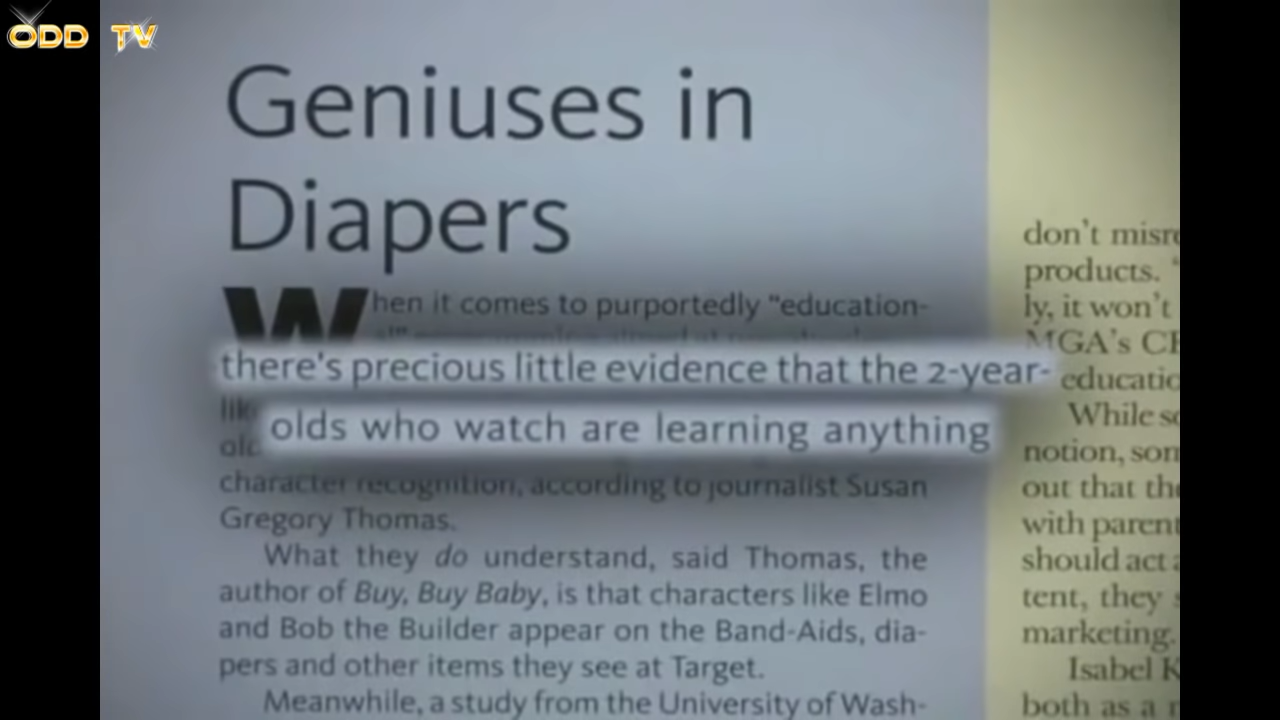 ODD TV
Geniuses in
Diapers
When it comes to purportedly "education-
there's precious little evidence that the 2-year-
olds who watch are learning anything
character recognition, according to journalist Susan
Gregory Thomas.
What they do understand, said Thomas, the
author of Buy, Buy Baby, is that characters like Elmo
and Bob the Builder appear on the Band-Aids, dia-
pers and other items they see at Target.
Meanwhile, a study from the University of Wash-
don't misre
products. "
ly, it won't
MGA's CE
educatio
While so
notion, som
out that the
with parent
should act a
tent, they s
marketing.
Isabel K
both as a r